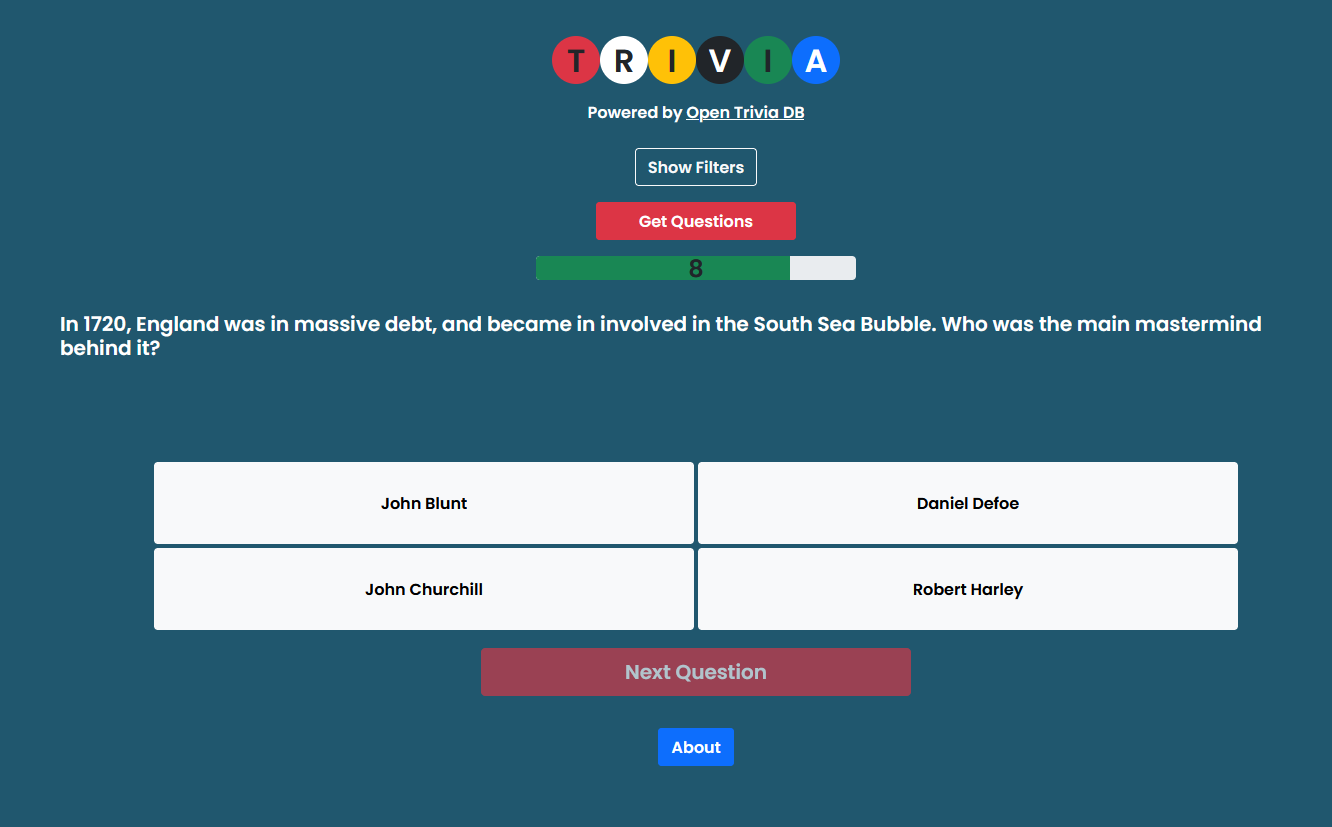 TRIVIA
Powered by Open Trivia DB
Show Filters
Get Questions
8
In 1720, England was in massive debt, and became in involved in the South Sea Bubble. Who was the main mastermind
behind it?
John Blunt
Daniel Defoe
John Churchill
Robert Harley
Next Question
About